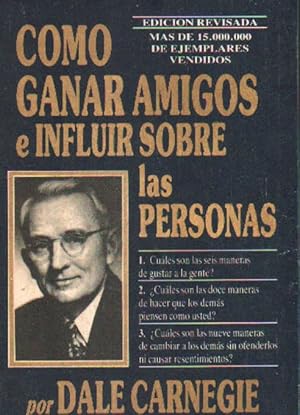 EDICION REVISADA
MAS DE 15.000.000
DE EJEMPLARES
VENDIDOS
COMO
GANAR AMIGOS
e INFLUIR SOBRE
las
PERSONAS
1. Cuáles son las seis maneras
de gustar a la gente?
2. ¿Cuáles son las doce maneras
de hacer que los demás
piensen como usted?
3. ¿Cuáles son las nueve maneras
de cambiar a los demás sin ofenderlos
ni causar resentimientos?
por DALE CARNEGIE